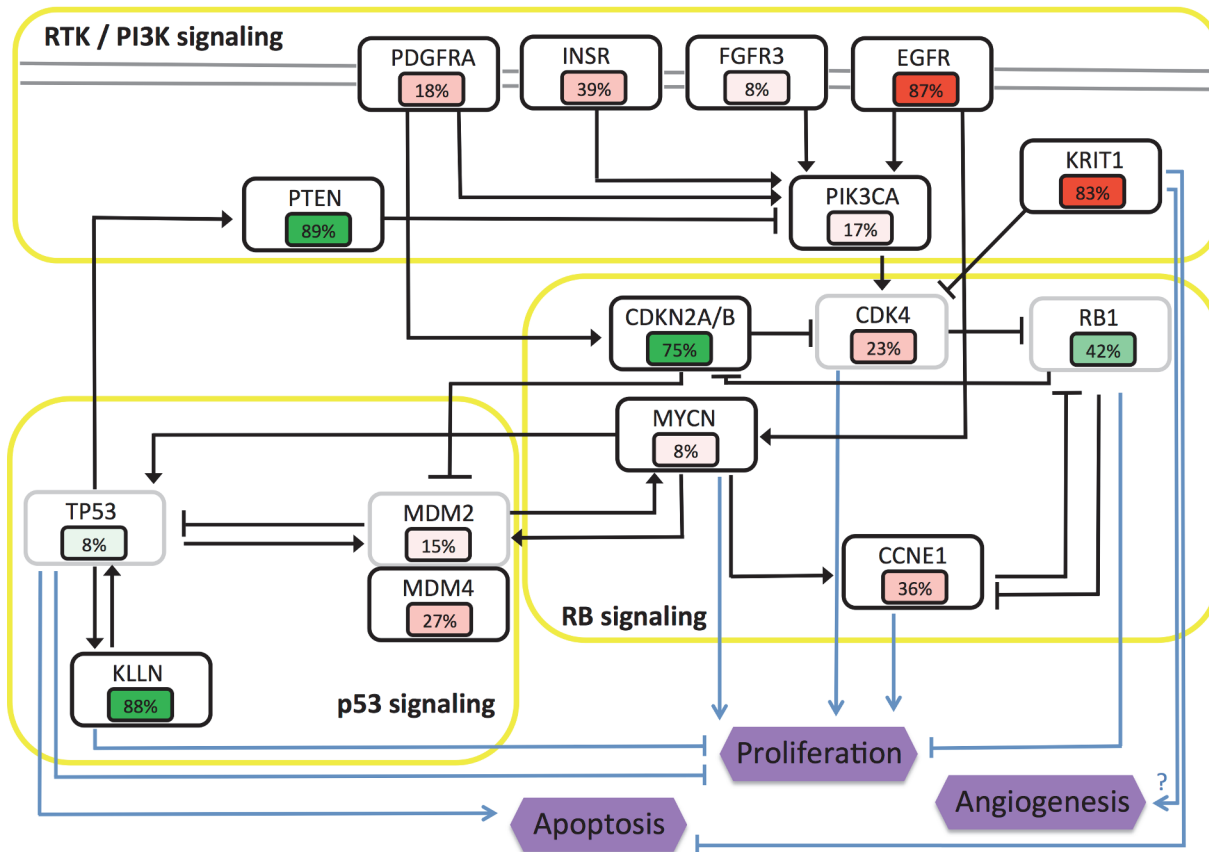 RTK / PI3K signaling
PDGFRA
18%
INSR
39%
FGFR3
8%
EGFR
87%
KRIT1
83%
PTEN
89%
PIK3CA
17%
CDKN2A/B
75%
CDK4
23%
RB1
42%
MYCN
8%
TP53
8%
MDM2
15%
MDM4
27%
CCNE1
36%
RB signaling
KLLN
88%
p53 signaling
Proliferation
?
Angiogenesis
Apoptosis